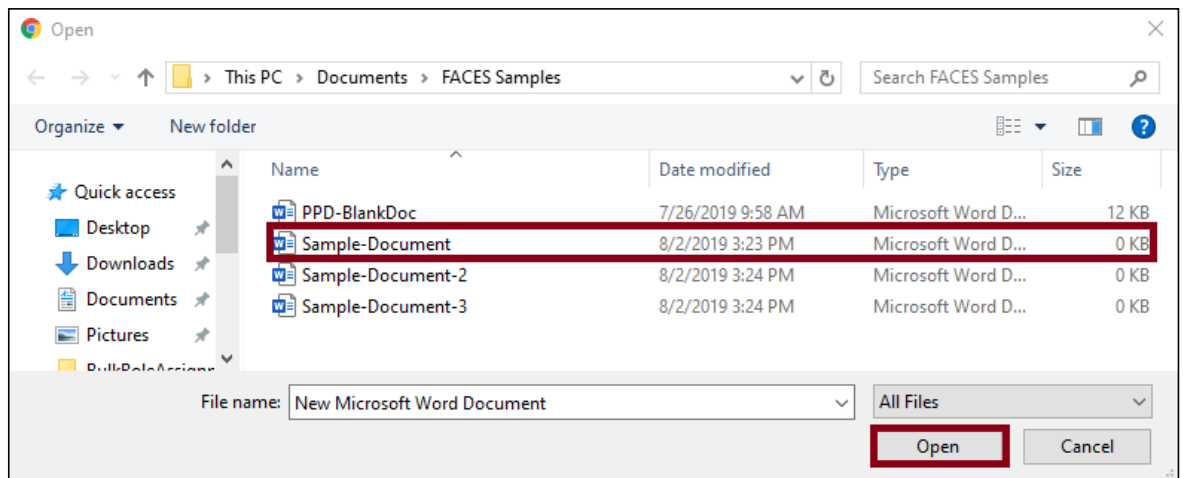 Open
This PC > Documents > FACES Samples Search FACES Samples
Organize New folder
Name Date modified Type Size
Quick access
PPD-BlankDoc 7/26/2019 9:58 AM Microsoft Word D... 12 KB
Desktop
Sample-Document 8/2/2019 3:23 PM Microsoft Word D... 0 KB
Downloads
Sample-Document-2 8/2/2019 3:24 PM Microsoft Word D... 0 KB
Documents
Sample-Document-3 8/2/2019 3:24 PM Microsoft Word D... 0 KB
Pictures
File name: New Microsoft Word Document All Files
Open Cancel